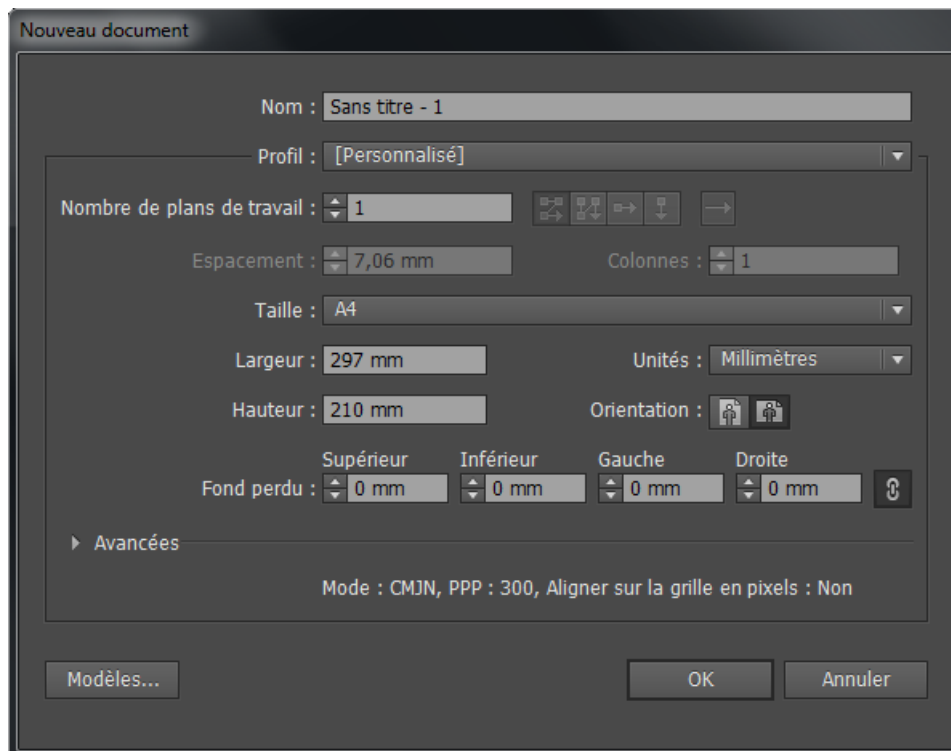 Nouveau document
Nom : Sans titre - 1
Profil : [Personnalisé]
Nombre de plans de travail : 1
Espacement : 7,06 mm Colonnes : 1
Taille : A4
Largeur : 297 mm Unités : Millimètres
Hauteur : 210 mm Orientation :
Supérieur Inférieur Gauche Droite
Fond perdu : 0 mm 0 mm 0 mm 0 mm
Avancées
Mode : CMJN, PPP : 300, Aligner sur la grille en pixels : Non
Modèles... OK Annuler